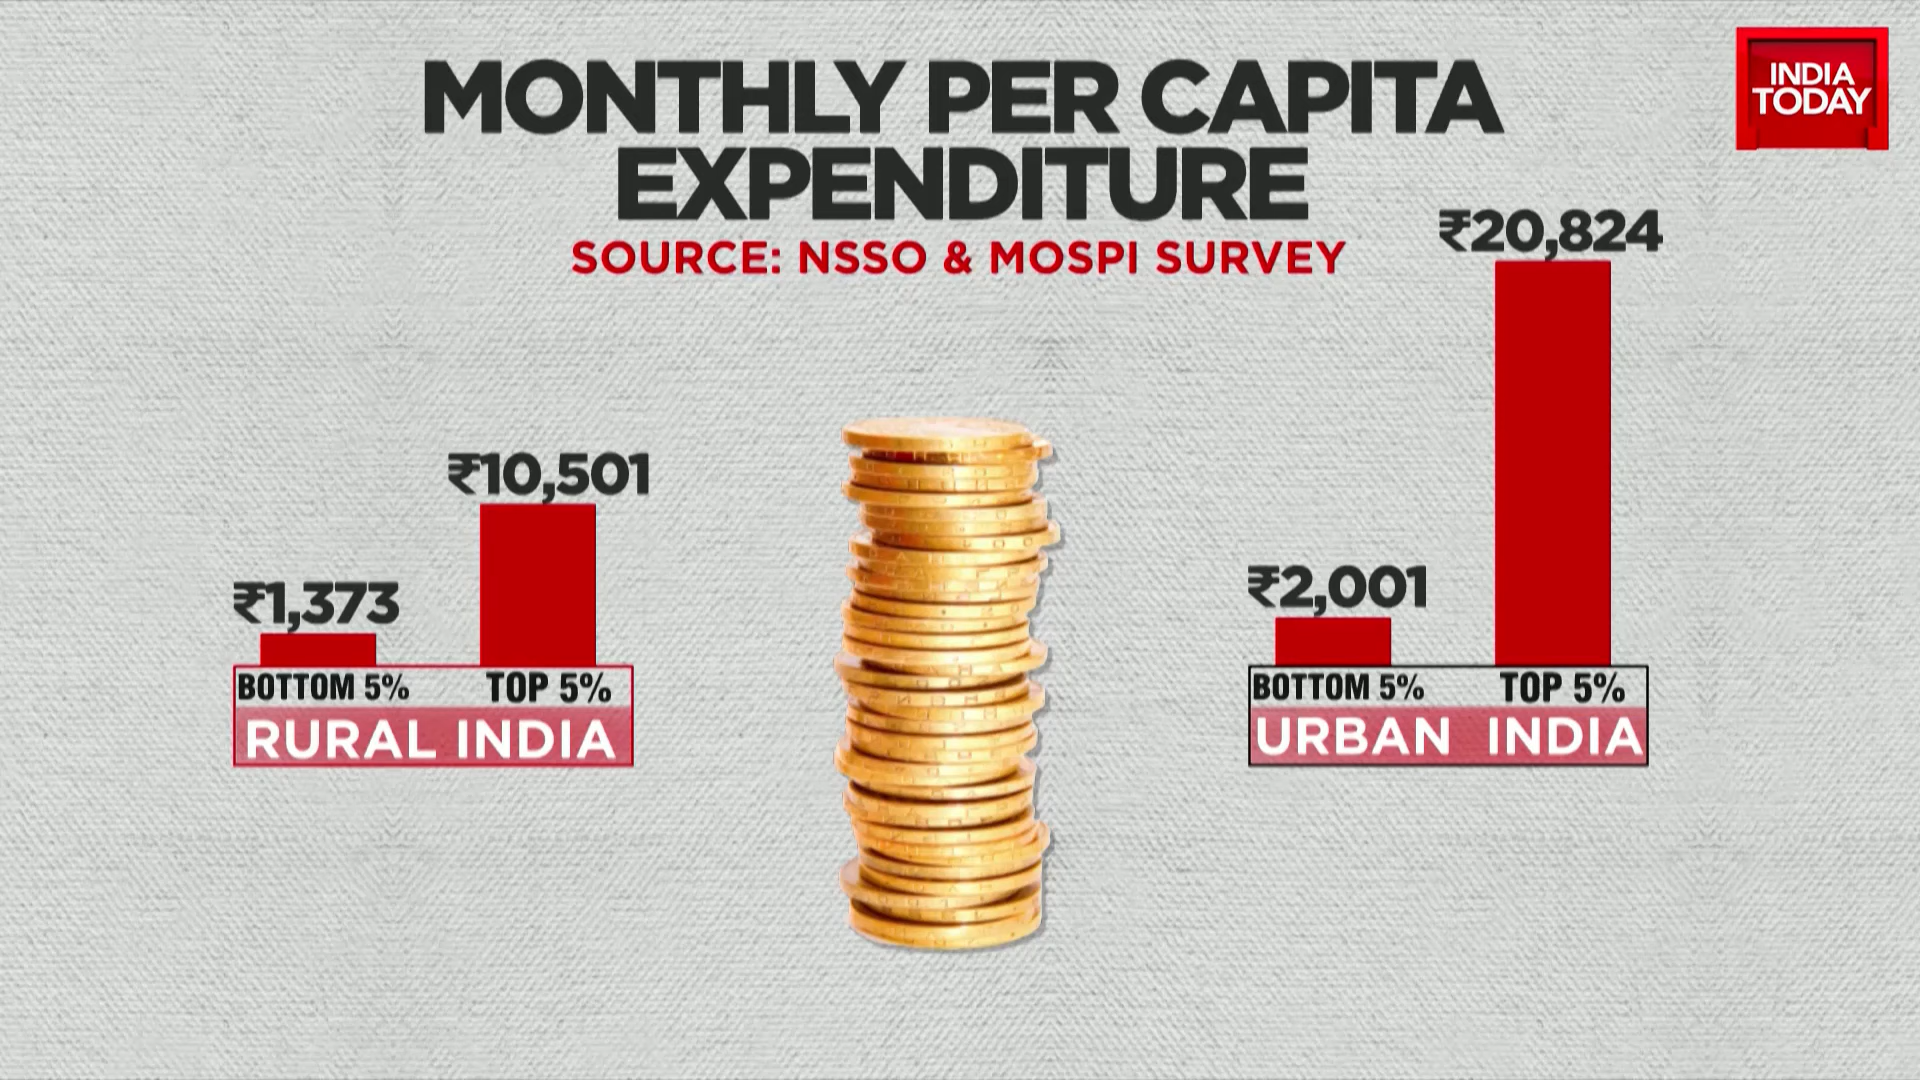 MONTHLY PER CAPITA
EXPENDITURE
SOURCE: NSSO & MOSPI SURVEY
INDIA
TODAY
₹1,373
₹10,501
BOTTOM 5%
TOP 5%
RURAL INDIA
₹2,001
₹20,824
BOTTOM 5%
TOP 5%
URBAN INDIA